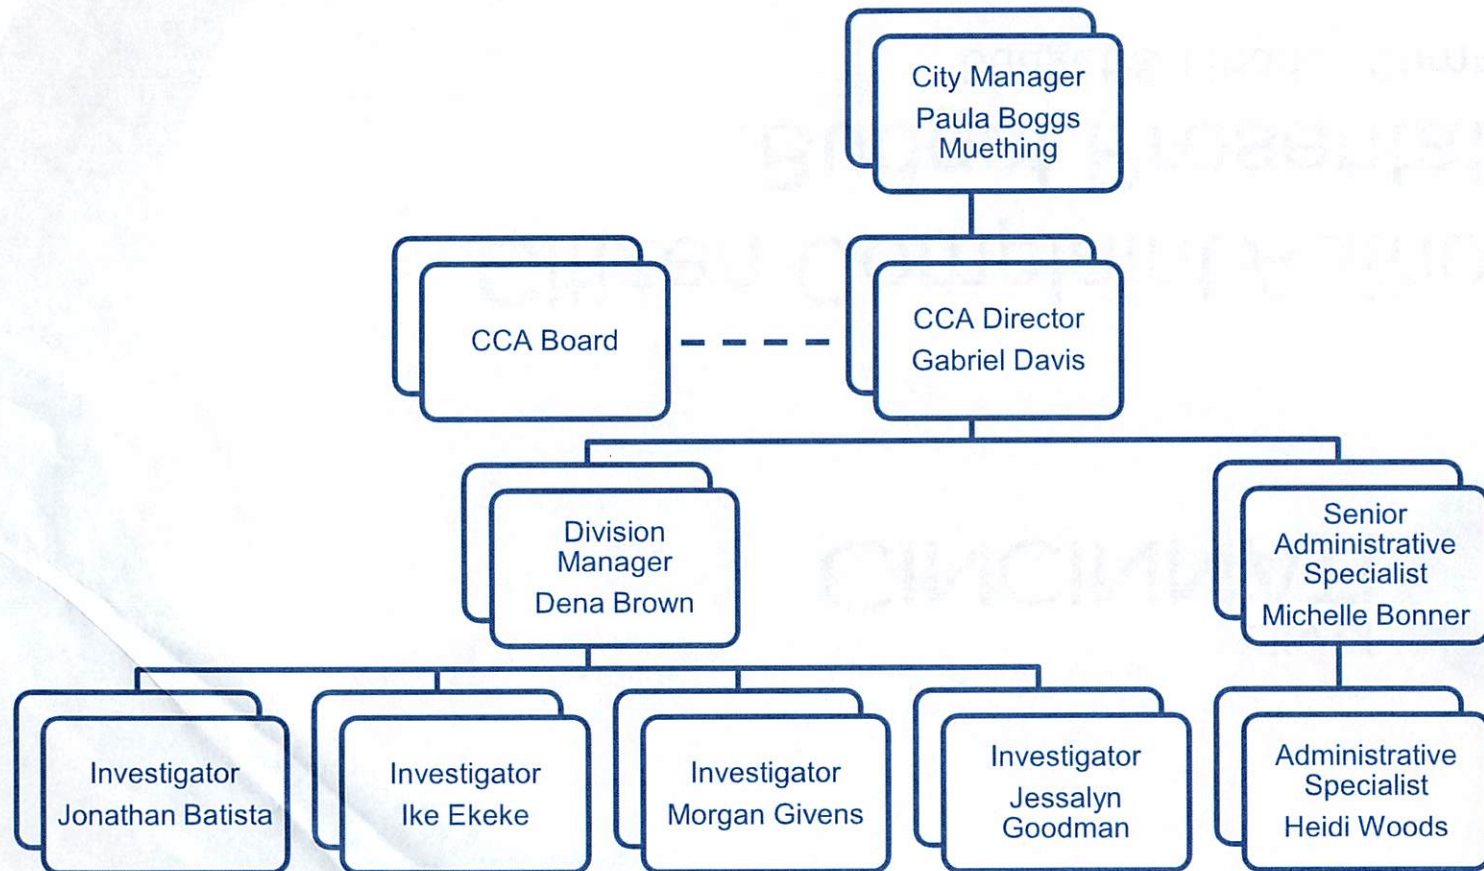 City Manager
Paula Boggs
Muething
CCA Board
CCA Director
Gabriel Davis
Division
Manager
Dena Brown
Senior
Administrative
Specialist
Michelle Bonner
Investigator
Jonathan Batista
Investigator
Ike Ekeke
Investigator
Morgan Givens
Investigator
Jessalyn
Goodman
Administrative
Specialist
Heidi Woods